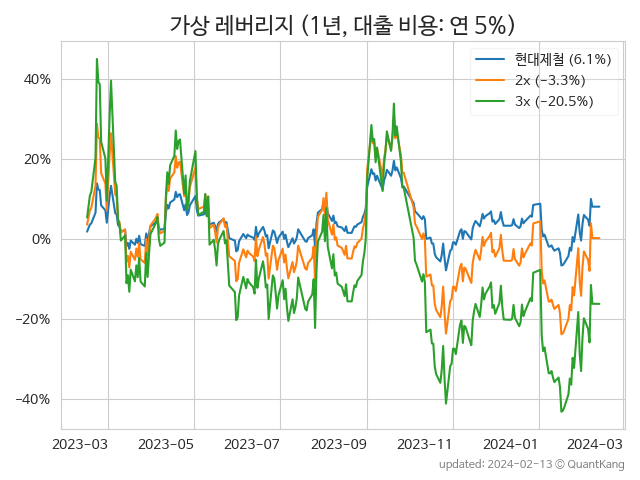 가상 레버리지 (1년, 대출 비용: 연 5%)
현대제철 (6.1%)
2x (−3.3%)
3x (−20.5%)
40%
20%
0%
−20%
−40%
2023-03 2023-05 2023-07 2023-09 2023-11 2024-01 2024-03
updated: 2024-02-13 © QuantKang